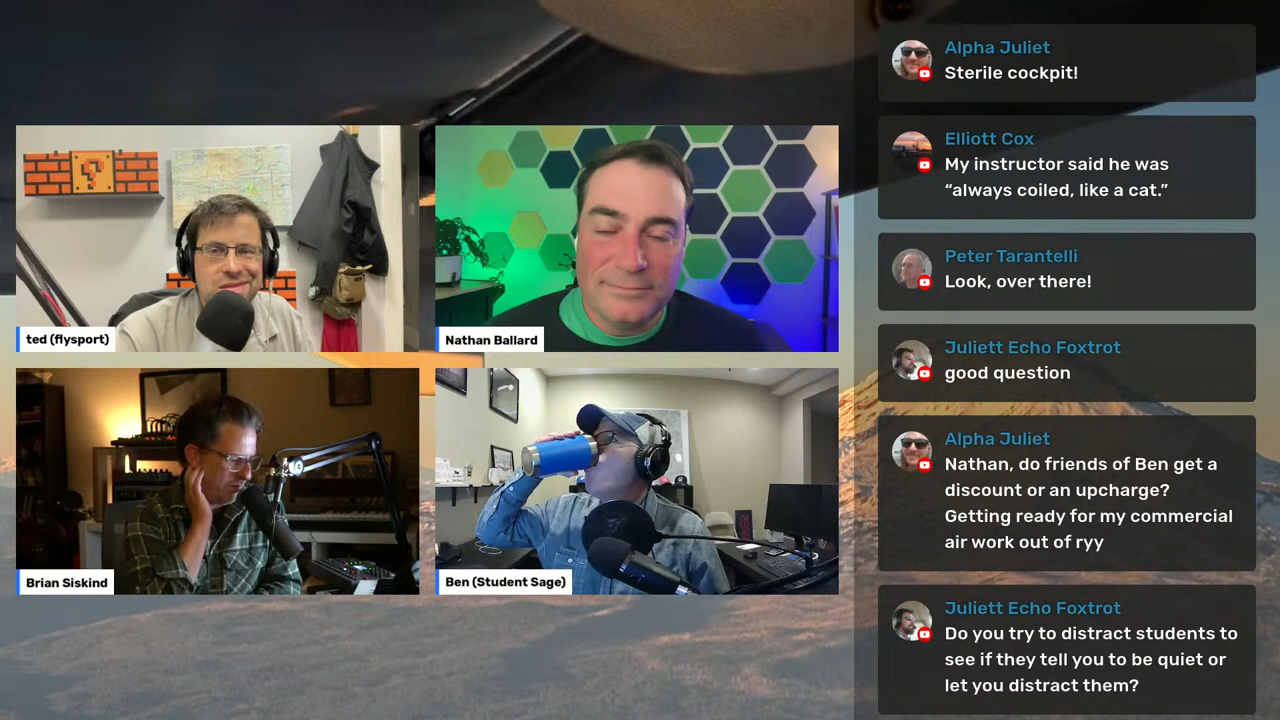 ted (flysport)
Nathan Ballard
Brian Siskind
Ben (Student Sage)
Alpha Juliet
Sterile cockpit!
Elliott Cox
My instructor said he was
“always coiled, like a cat.”
Peter Tarantelli
Look, over there!
Juliett Echo Foxtrot
good question
Alpha Juliet
Nathan, do friends of Ben get a
discount or an upcharge?
Getting ready for my commercial
air work out of ryy
Juliett Echo Foxtrot
Do you try to distract students to
see if they tell you to be quiet or
let you distract them?